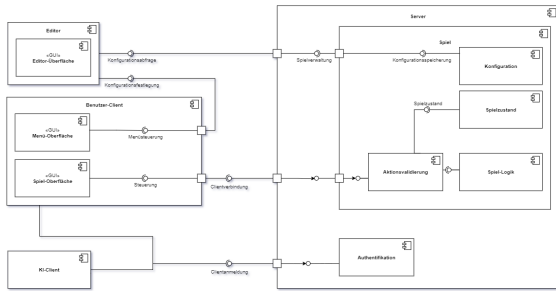 Editor
«GUI»
Editor-Oberfläche
Konfigurationsabfrage
Konfigurationsfestlegung
Benutzer-Client
«GUI»
Menü-Oberfläche
Menüsteuerung
«GUI»
Spiel-Oberfläche
Steuerung
Clientverbindung
KI-Client
Clientanmeldung
Server
Spiel
Spielverwaltung
Konfigurationsspeicherung
Konfiguration
Spielzustand
Spielzustand
Aktionsvalidierung
Spiel-Logik
Authentifikation